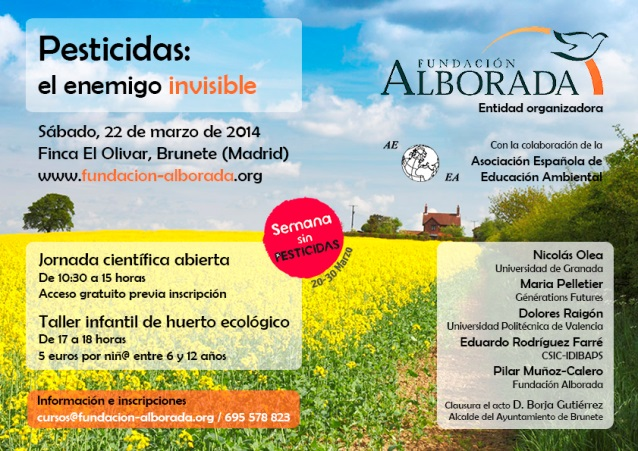 Pesticidas:
el enemigo invisible
Sábado, 22 de marzo de 2014
Finca El Olivar, Brunete (Madrid)
www.fundacion-alborada.org
FUNDACIÓN
ALBORADA
Entidad organizadora
AE
EA
Con la colaboración de la
Asociación Española de
Educación Ambiental
Semana
sin
PESTICIDAS
20-30 Marzo
Jornada científica abierta
De 10:30 a 15 horas
Acceso gratuito previa inscripción
Taller infantil de huerto ecológico
De 17 a 18 horas
5 euros por niñ@ entre 6 y 12 años
Información e inscripciones
cursos@fundacion-alborada.org / 695 578 823
Nicolás Olea
Universidad de Granada
Maria Pelletier
Générations Futures
Dolores Raigón
Universidad Politécnica de Valencia
Eduardo Rodríguez Farré
CSIC-IDIBAPS
Pilar Muñoz-Calero
Fundación Alborada
Clausura el acto D. Borja Gutiérrez
Alcalde del Ayuntamiento de Brunete